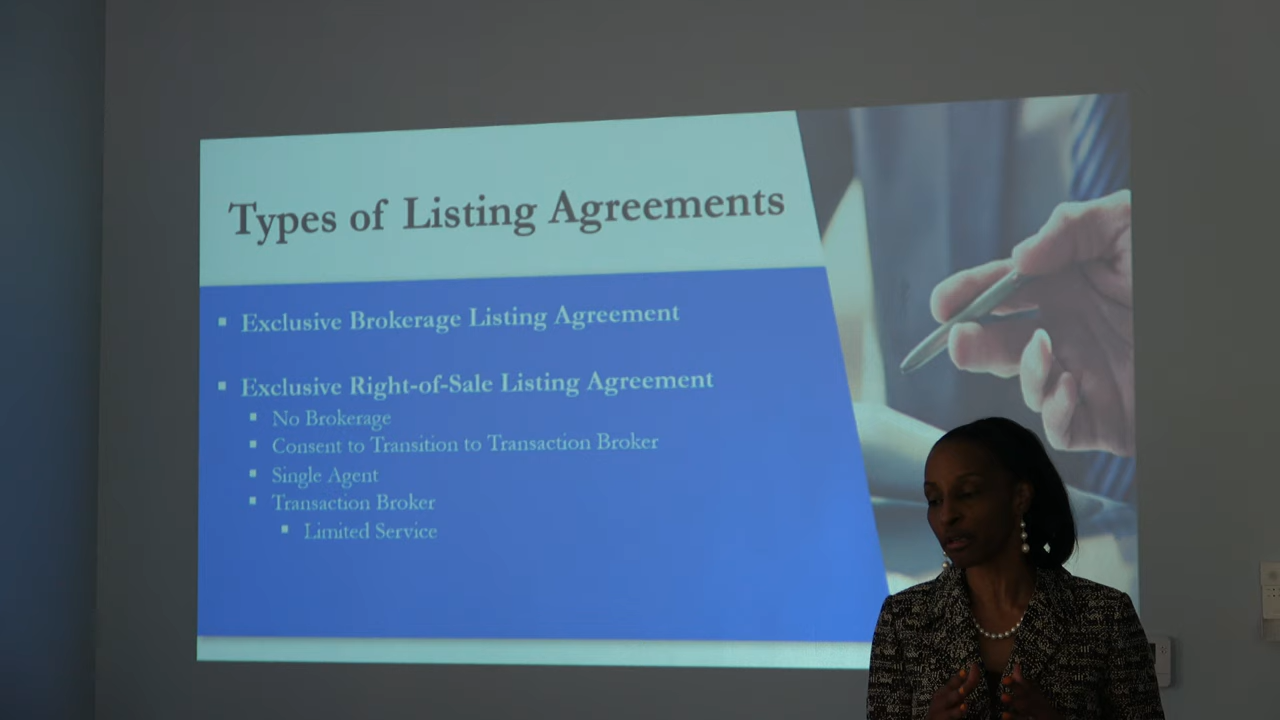 Types of Listing Agreements
Exclusive Brokerage Listing Agreement
Exclusive Right-of-Sale Listing Agreement
No Brokerage
Consent to Transition to Transaction Broker
Single Agent
Transaction Broker
Limited Service